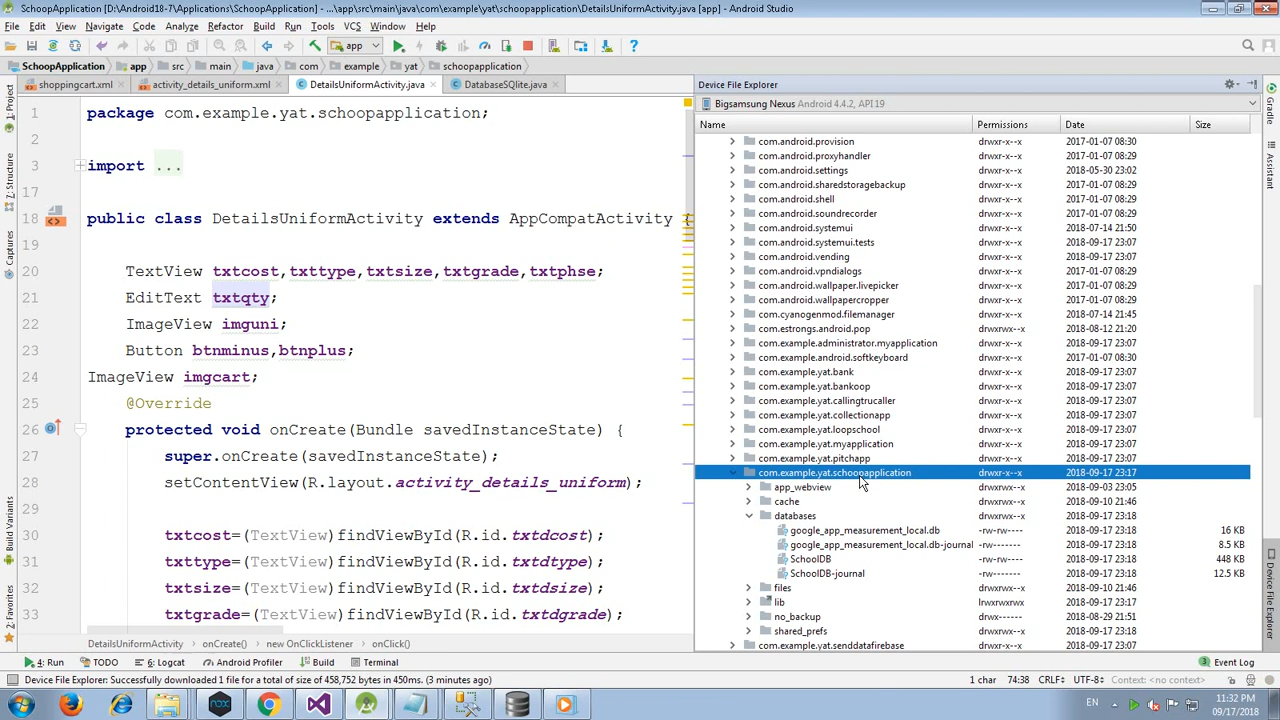 SchoopApplication [D:\Android18-7\Applications\SchoopApplication] - ...\app\src\main\java\com\example\yat\schoopapplication\DetailsUniformActivity.java [app] - Android Studio
File Edit View Navigate Code Analyze Refactor Build Run Tools VCS Window Help
app
SchoopApplication app src main java com example yat schoopapplication
shoppingcart.xml activity_details_uniform.xml DetailsUniformActivity.java DatabaseSQlite.java
1 package com.example.yat.schoopapplication;
2
3 import ...
17
18 public class DetailsUniformActivity extends AppCompatActivity {
19
20 TextView txtcost,txttype,txtsize,txtgrade,txtphse;
21 EditText txtqty;
22 ImageView imguni;
23 Button btnminus,btnplus;
24 ImageView imgcart;
25 @Override
26 protected void onCreate(Bundle savedInstanceState) {
27 super.onCreate(savedInstanceState);
28 setContentView(R.layout.activity_details_uniform);
29
30 txtcost=(TextView)findViewById(R.id.txtdcost);
31 txttype=(TextView)findViewById(R.id.txtdtype);
32 txtsize=(TextView)findViewById(R.id.txtdsize);
33 txtgrade=(TextView)findViewById(R.id.txtdgrade);
DetailsUniformActivity onCreate() new OnClickListener onClick()
1: Project
7: Structure
Captures
Build Variants
2: Favorites
Device File Explorer
Bigsamsung Nexus Android 4.4.2, API 19
Name Permissions Date Size
com.android.provision drwxr-x--x 2017-01-07 08:30
com.android.proxyhandler drwxr-x--x 2017-01-07 08:29
com.android.settings drwxr-x--x 2018-05-30 23:02
com.android.sharedstoragebackup drwxr-x--x 2017-01-07 08:29
com.android.shell drwxr-x--x 2017-01-07 08:29
com.android.soundrecorder drwxr-x--x 2017-01-07 08:29
com.android.systemui drwxr-x--x 2018-07-14 21:50
com.android.systemui.tests drwxr-x--x 2018-09-17 23:07
com.android.vending drwxr-x--x 2018-09-17 23:07
com.android.vpndialogs drwxr-x--x 2017-01-07 08:29
com.android.wallpaper.livepicker drwxr-x--x 2017-01-07 08:29
com.android.wallpapercropper drwxr-x--x 2017-01-07 08:29
com.cyanogenmod.filemanager drwxr-x--x 2018-07-14 21:45
com.estrongs.android.pop drwxrwx--x 2018-08-12 21:20
com.example.administrator.myapplication drwxr-x--x 2018-09-17 23:07
com.example.android.softkeyboard drwxr-x--x 2017-01-07 08:30
com.example.yat.bank drwxr-x--x 2018-09-17 23:07
com.example.yat.bankoop drwxr-x--x 2018-09-17 23:07
com.example.yat.callingtrucaller drwxr-x--x 2018-09-17 23:07
com.example.yat.collectionapp drwxr-x--x 2018-09-17 23:07
com.example.yat.loopschool drwxr-x--x 2018-09-17 23:07
com.example.yat.myapplication drwxr-x--x 2018-09-17 23:07
com.example.yat.pitchapp drwxr-x--x 2018-09-17 23:07
com.example.yat.schoopapplication drwxr-x--x 2018-09-17 23:17
app_webview drwxrwx--x 2018-09-03 23:05
cache drwxrwx--x 2018-09-10 21:46
databases drwxrwx--x 2018-09-17 23:18
google_app_measurement_local.db -rw-rw---- 2018-09-17 23:18 16 KB
google_app_measurement_local.db-journal -rw------- 2018-09-17 23:18 8.5 KB
SchoolDB -rw-rw---- 2018-09-17 23:18 448 KB
SchoolDB-journal -rw------- 2018-09-17 23:18 12.5 KB
files drwxrwx--x 2018-09-10 21:46
lib lrwxrwxrwx 2018-09-17 23:17
no_backup drwx------ 2018-08-29 21:51
shared_prefs drwxrwx--x 2018-09-17 23:18
com.example.yat.senddatafirebase drwxr-x--x 2018-09-17 23:07
Gradle
Assistant
Device File Explorer
4: Run TODO 6: Logcat Android Profiler Build Terminal Event Log
Device File Explorer: Successfully downloaded 1 file for a total of size of 458,752 bytes in 450ms. (3 minutes ago) 1 char 74:38 CRLF÷ UTF-8÷ Context: <no context>
EN 11:32 PM
09/17/2018